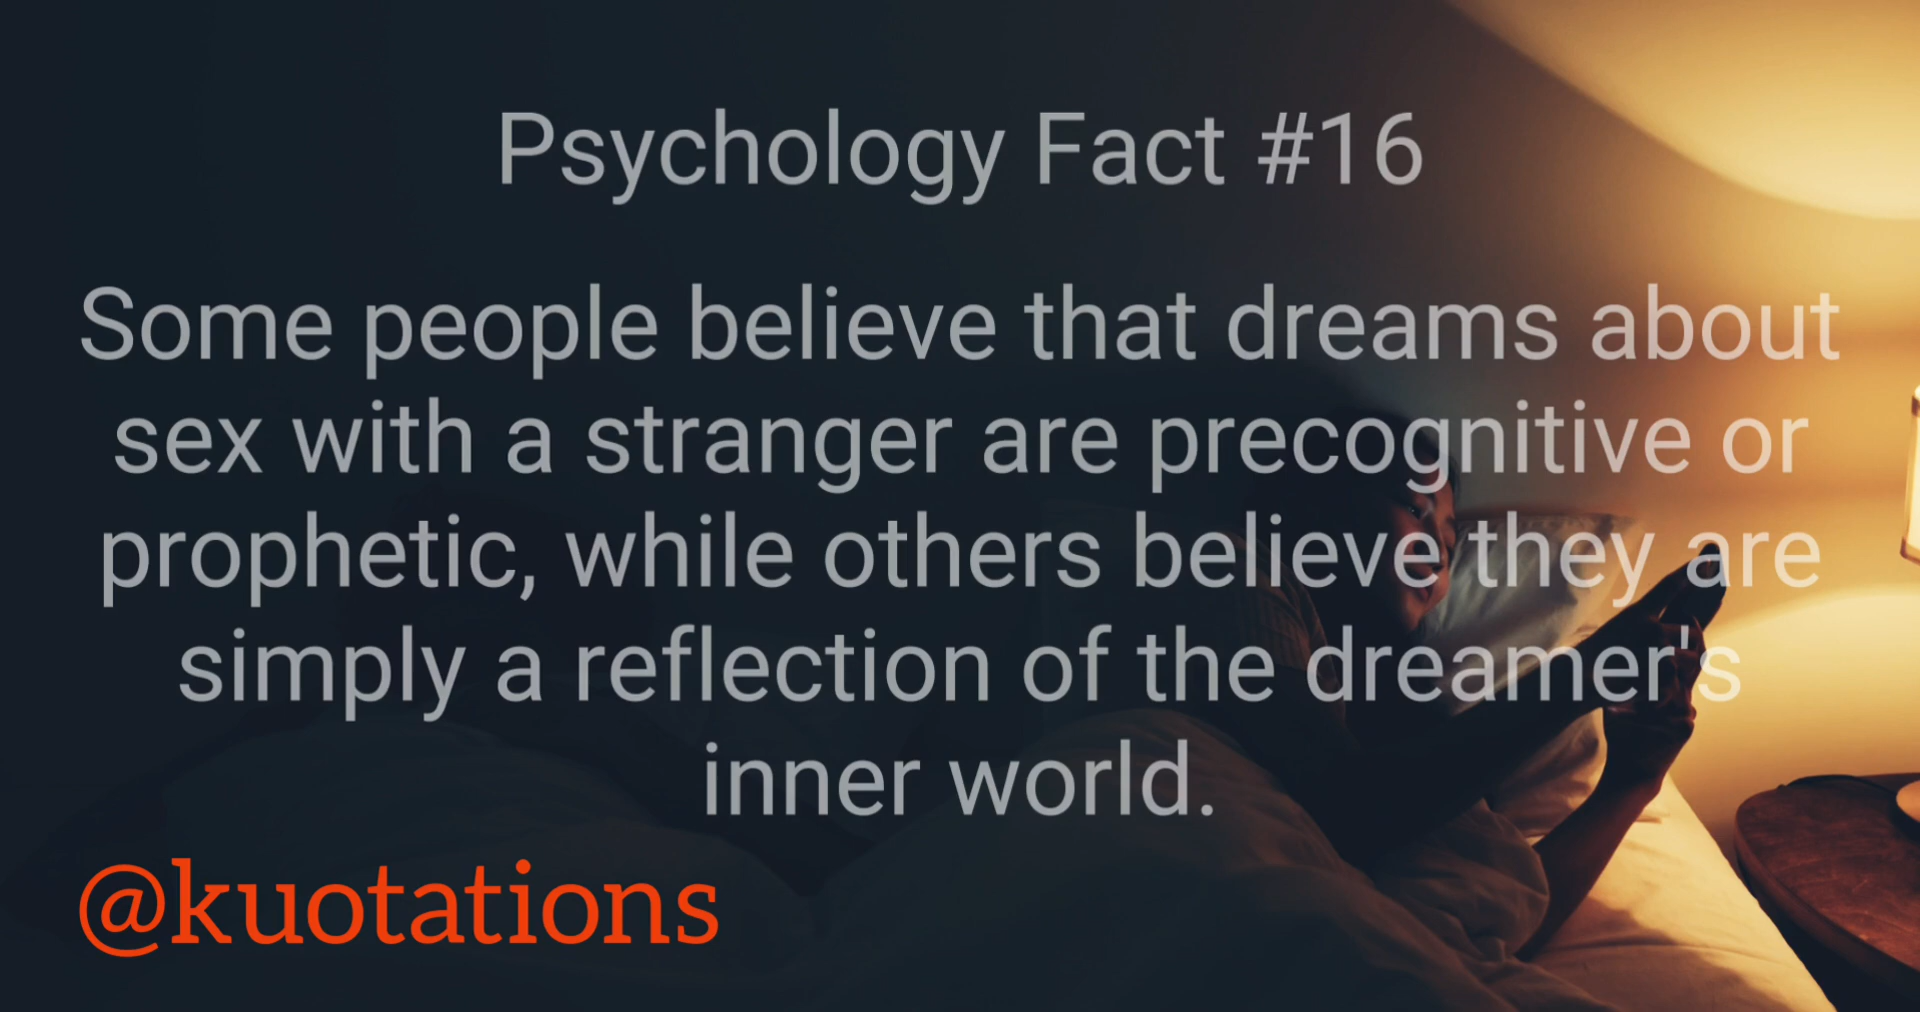 Psychology Fact #16
Some people believe that dreams about
sex with a stranger are precognitive or
prophetic, while others believe they are
simply a reflection of the dreamer's
inner world.
@kuotations